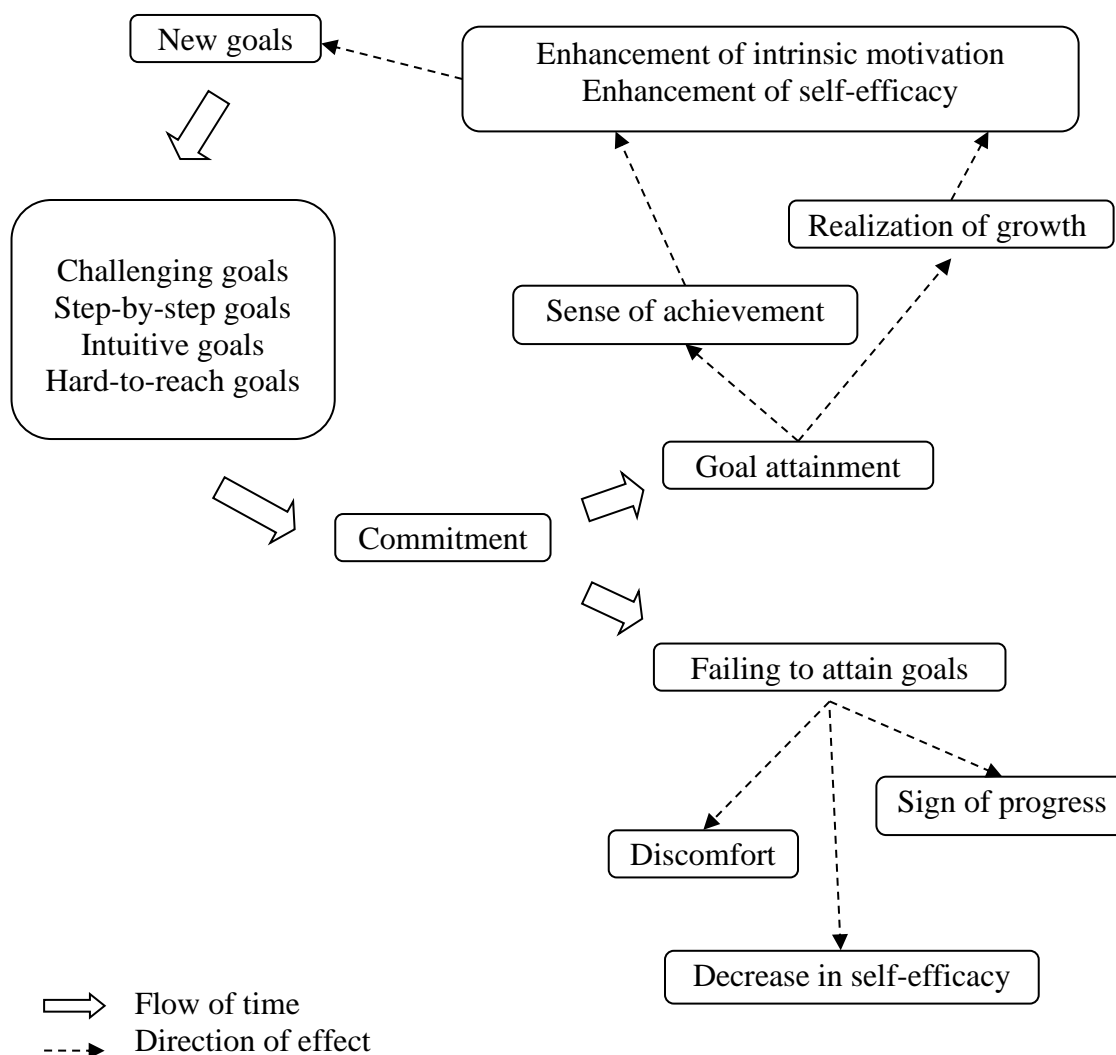 New goals
Enhancement of intrinsic motivation
Enhancement of self-efficacy
Realization of growth
Challenging goals
Step-by-step goals
Intuitive goals
Hard-to-reach goals
Sense of achievement
Goal attainment
Commitment
Failing to attain goals
Sign of progress
Discomfort
Decrease in self-efficacy
Flow of time
Direction of effect